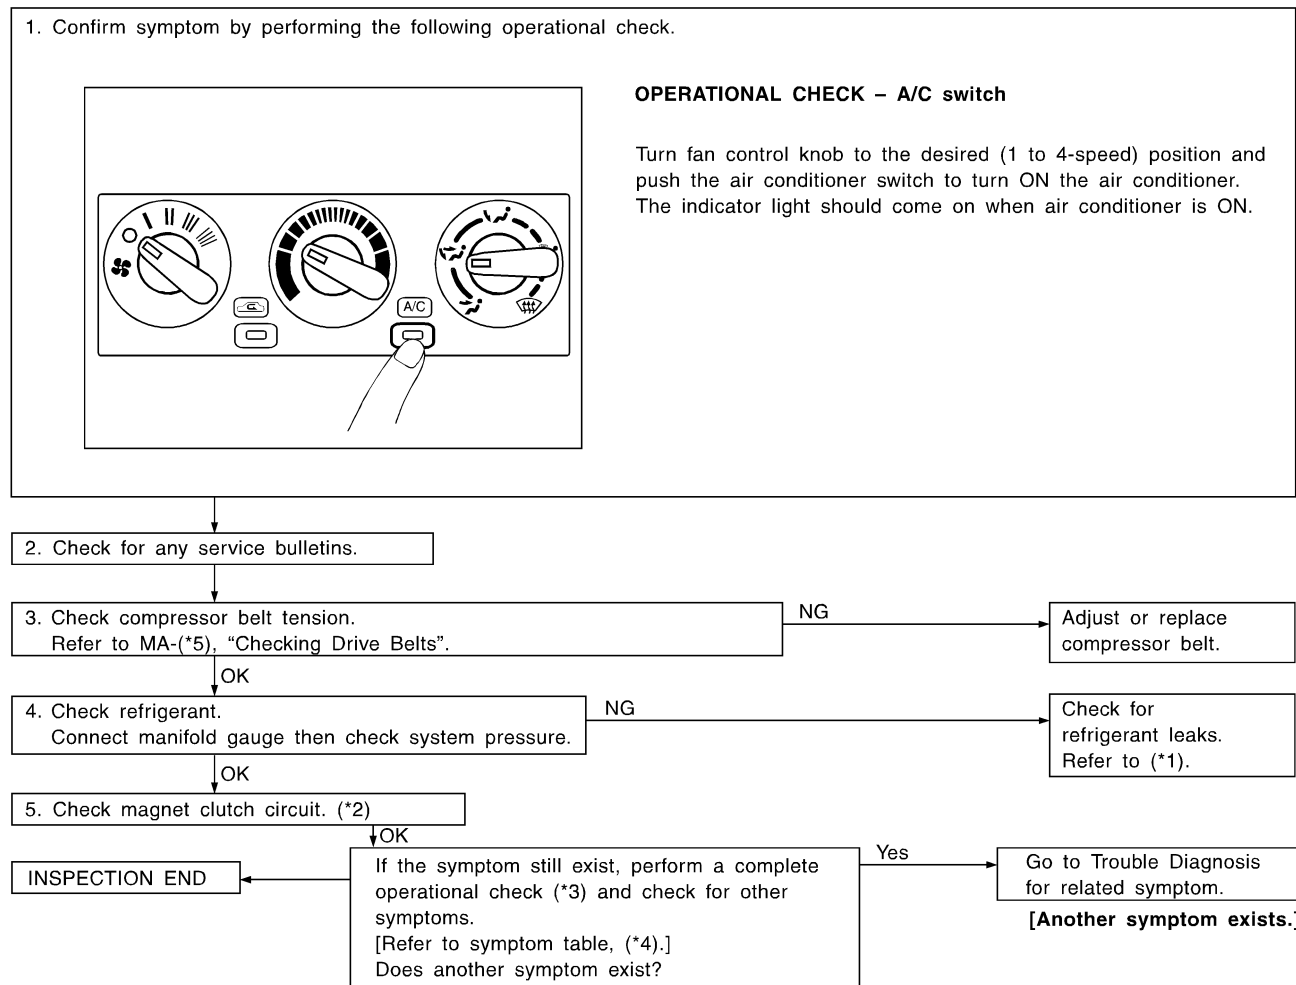 1. Confirm symptom by performing the following operational check.
OPERATIONAL CHECK – A/C switch
Turn fan control knob to the desired (1 to 4-speed) position and
push the air conditioner switch to turn ON the air conditioner.
The indicator light should come on when air conditioner is ON.
A/C
2. Check for any service bulletins.
3. Check compressor belt tension.
Refer to MA-(*5), “Checking Drive Belts”.
NG
Adjust or replace
compressor belt.
OK
4. Check refrigerant.
Connect manifold gauge then check system pressure.
NG
Check for
refrigerant leaks.
Refer to (*1).
OK
5. Check magnet clutch circuit. (*2)
OK
If the symptom still exist, perform a complete
operational check (*3) and check for other
symptoms.
[Refer to symptom table, (*4).]
Does another symptom exist?
INSPECTION END
Yes
Go to Trouble Diagnosis
for related symptom.
[Another symptom exists.]